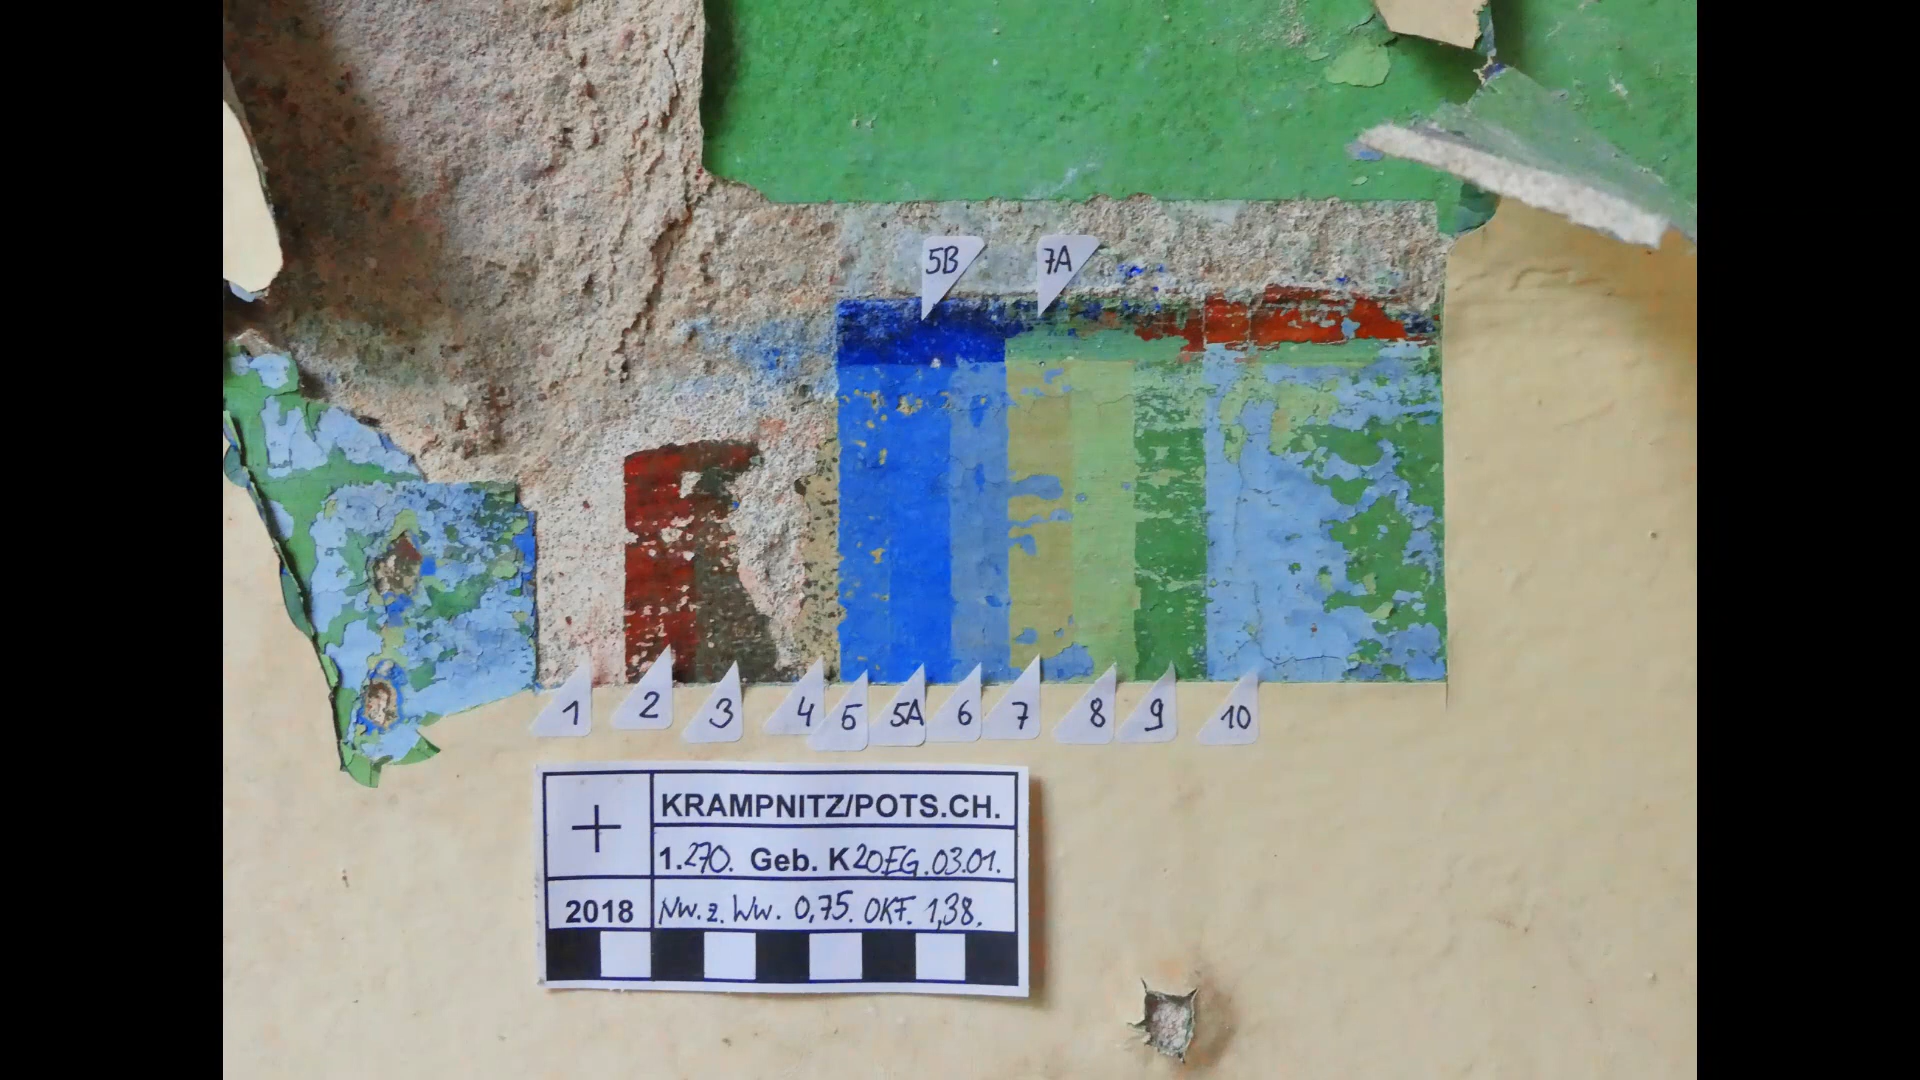 5B 7A
1 2 3 4 5 5A 6 7 8 9 10
KRAMPNITZ/POTS.CH.
1.270. Geb. K20EG.03.01.
2018 NW. z. WW. 0,75. OKF. 1,38.